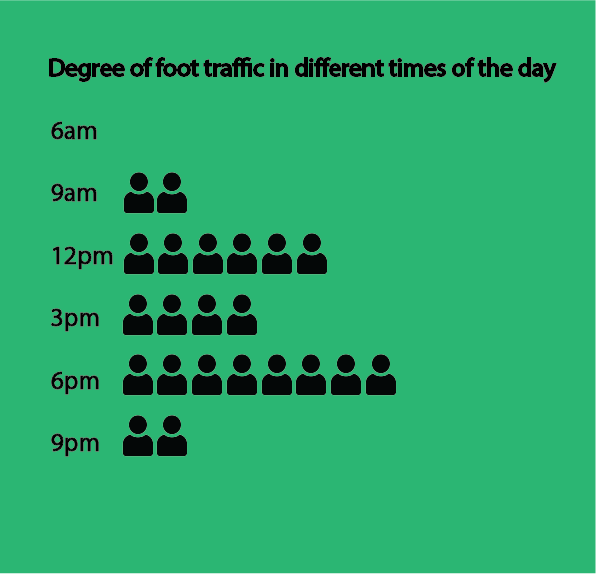 Degree of foot traffic in different times of the day
6am
9am
12pm
3pm
6pm
9pm